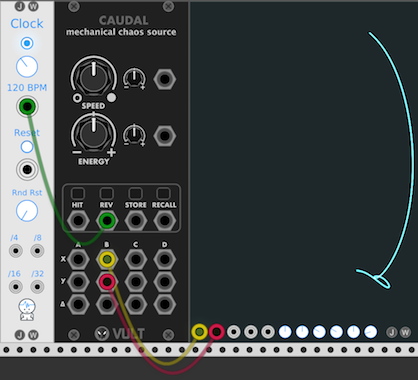 J W
Clock
120 BPM
Reset
Rnd Rst
/4 /8
/16 /32
J W
CAUDAL
mechanical chaos source
SPEED
− +
ENERGY
HIT REV STORE RECALL
A B C D
X
Y
Δ
VULT
J W